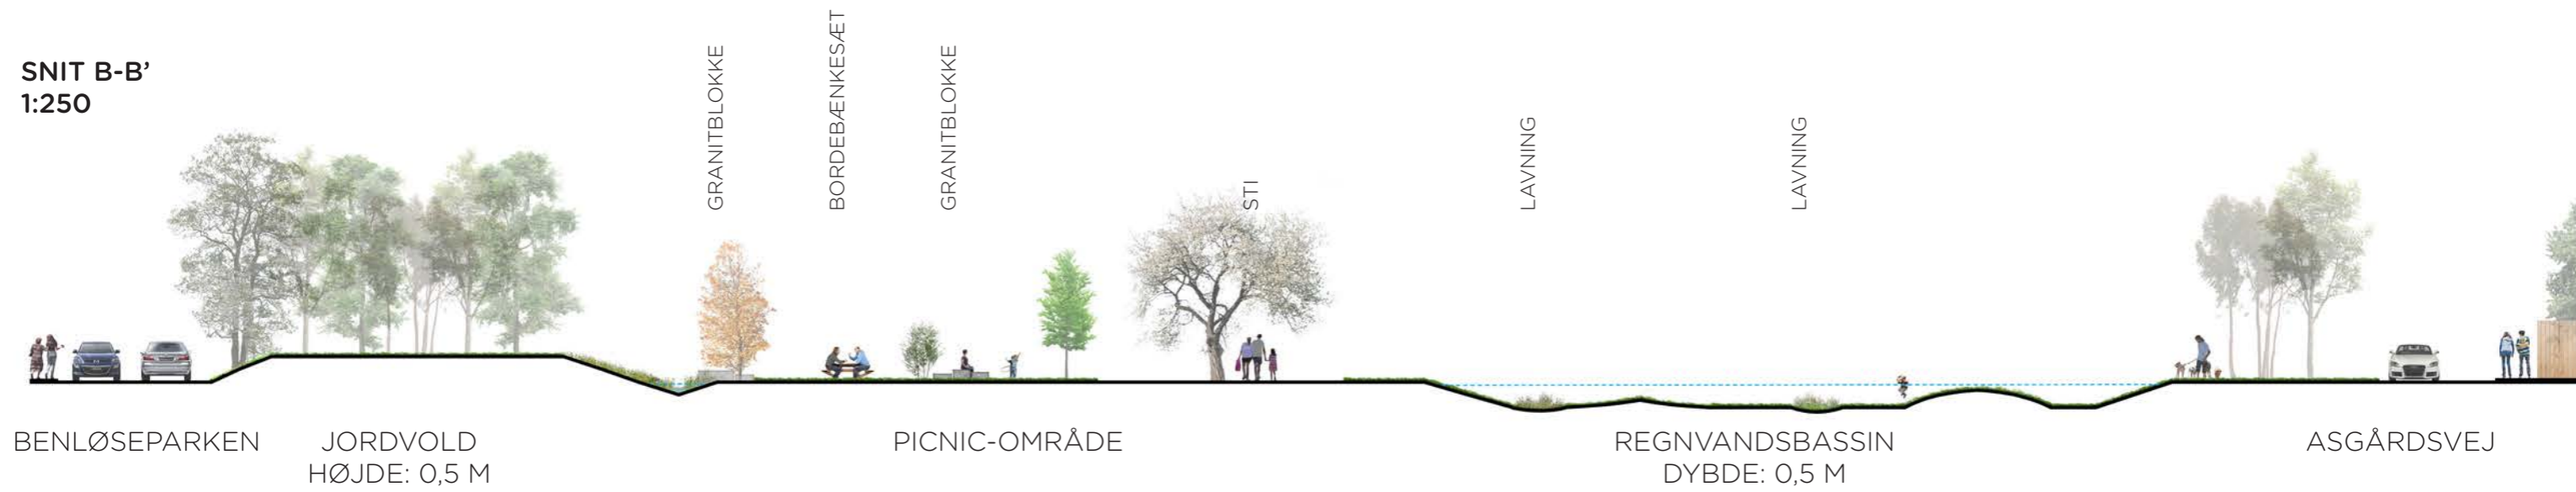 SNIT B-B’
1:250
GRANITBLOKKE
BORDEBÆNKESÆT
GRANITBLOKKE
STI
LAVNING
LAVNING
BENLØSEPARKEN
JORDVOLD
HØJDE: 0,5 M
PICNIC-OMRÅDE
REGNVANDSBASSIN
DYBDE: 0,5 M
ASGÅRDSVEJ